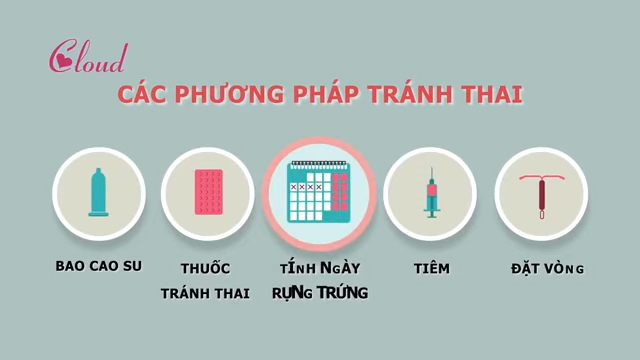 Cloud
CÁC PHƯƠNG PHÁP TRÁNH THAI
BAO CAO SU
THUỐC
TRÁNH THAI
TÍNH NGÀY
RỤNG TRỨNG
TIÊM
ĐẶT VÒNG